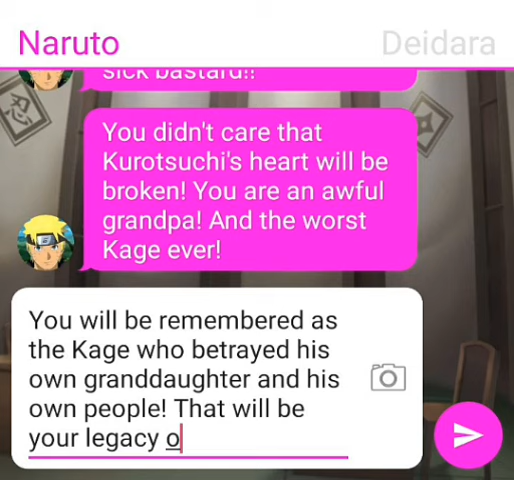 Naruto
Deidara
sick bastard!!
You didn't care that
Kurotsuchi's heart will be
broken! You are an awful
grandpa! And the worst
Kage ever!
You will be remembered as
the Kage who betrayed his
own granddaughter and his
own people! That will be
your legacy o